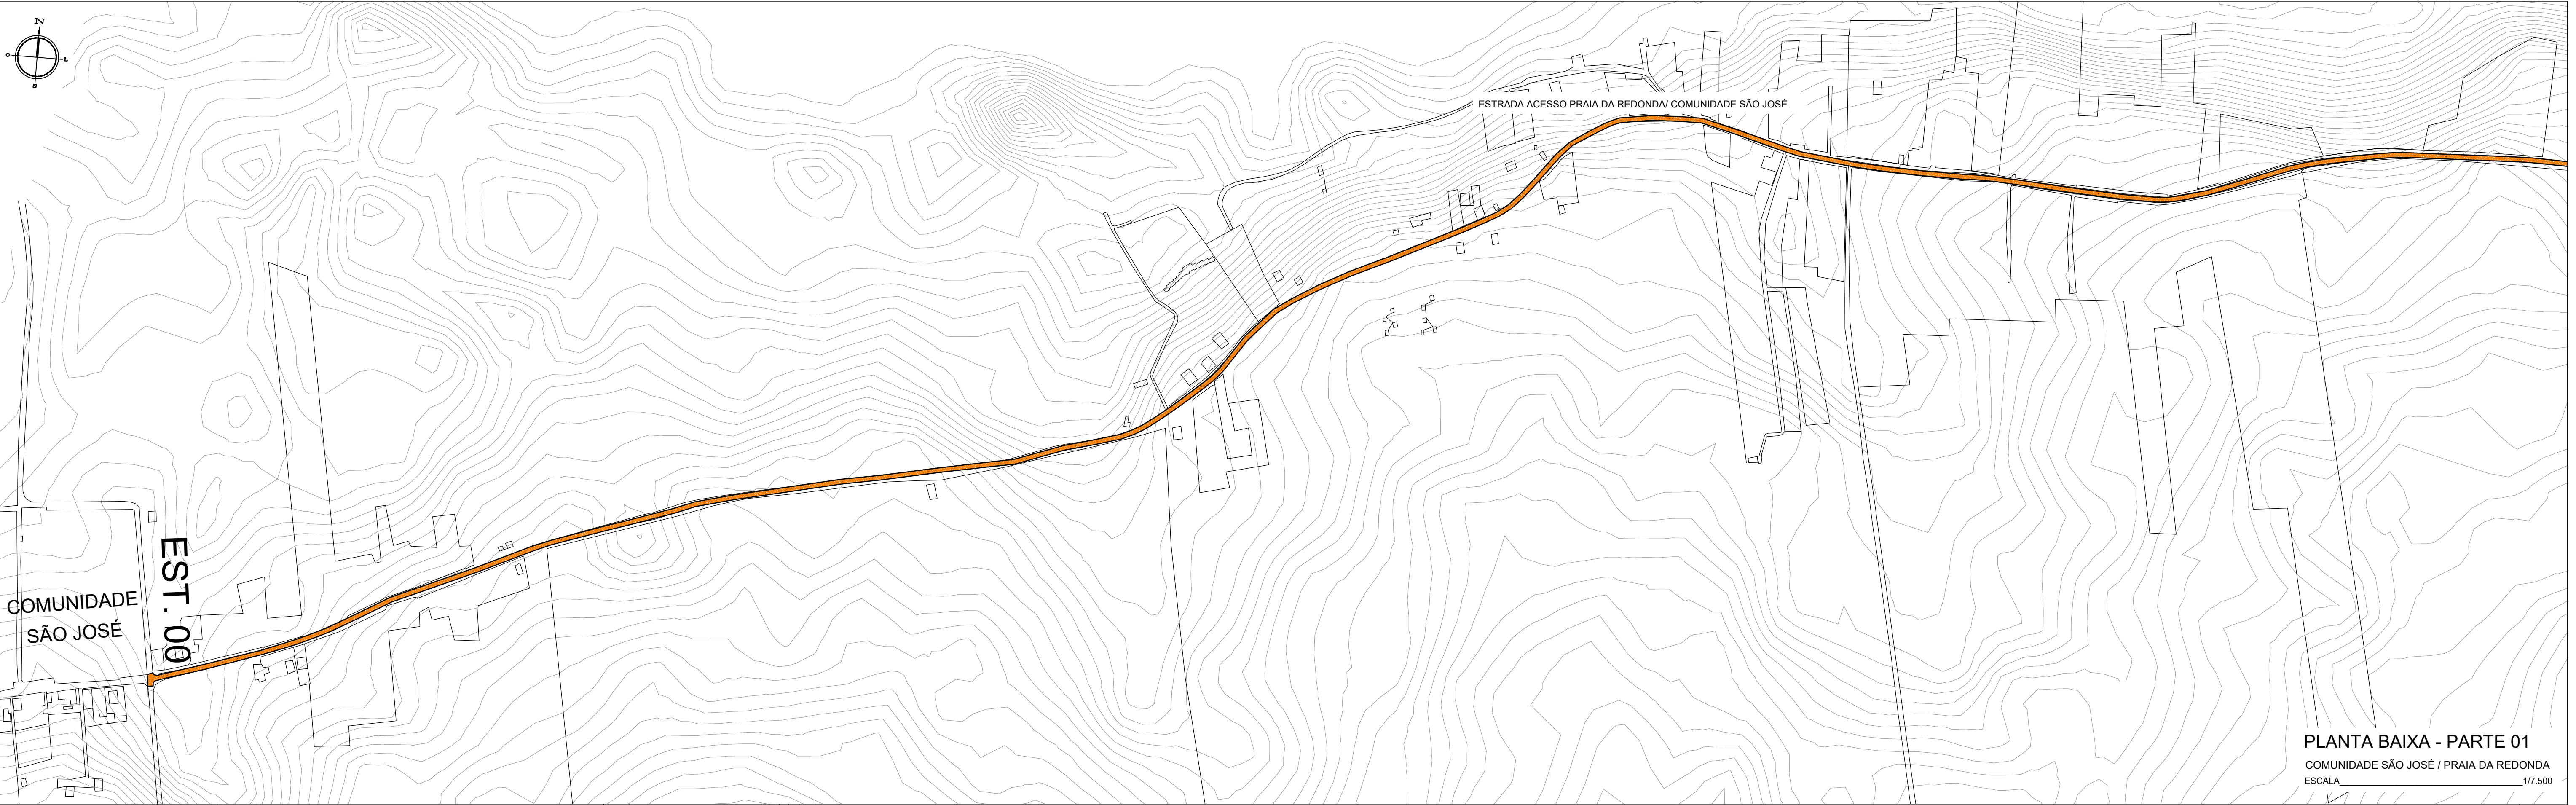 N
O
L
S
ESTRADA ACESSO PRAIA DA REDONDA/ COMUNIDADE SÃO JOSÉ
EST. 00
COMUNIDADE
SÃO JOSÉ
PLANTA BAIXA - PARTE 01
COMUNIDADE SÃO JOSÉ / PRAIA DA REDONDA
ESCALA 1/7.500